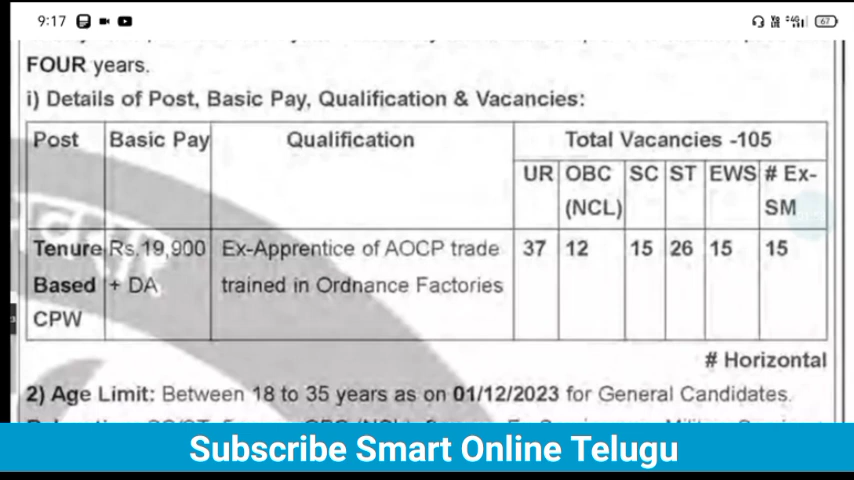 9:17
67
FOUR years.
i) Details of Post, Basic Pay, Qualification & Vacancies:
Post Basic Pay Qualification Total Vacancies -105
UR OBC (NCL) SC ST EWS # Ex-SM
Tenure Based CPW Rs.19,900 + DA Ex-Apprentice of AOCP trade trained in Ordnance Factories 37 12 15 26 15 15
# Horizontal
2) Age Limit: Between 18 to 35 years as on 01/12/2023 for General Candidates.
Subscribe Smart Online Telugu